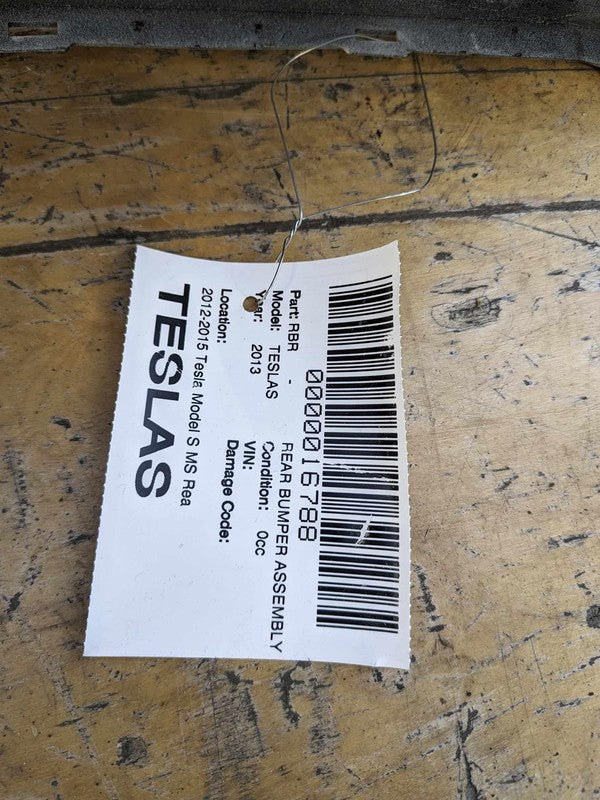 0000016788
Part: RBR - REAR BUMPER ASSEMBLY
Model: TESLAS Condition: 0cc
Year: 2013 VIN:
Damage Code:
Location:
2012-2015 Tesla Model S MS Rea
TESLAS